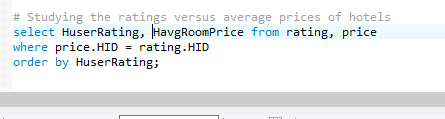 # Studying the ratings versus average prices of hotels
select HuserRating, HavgRoomPrice from rating, price
where price.HID = rating.HID
order by HuserRating;